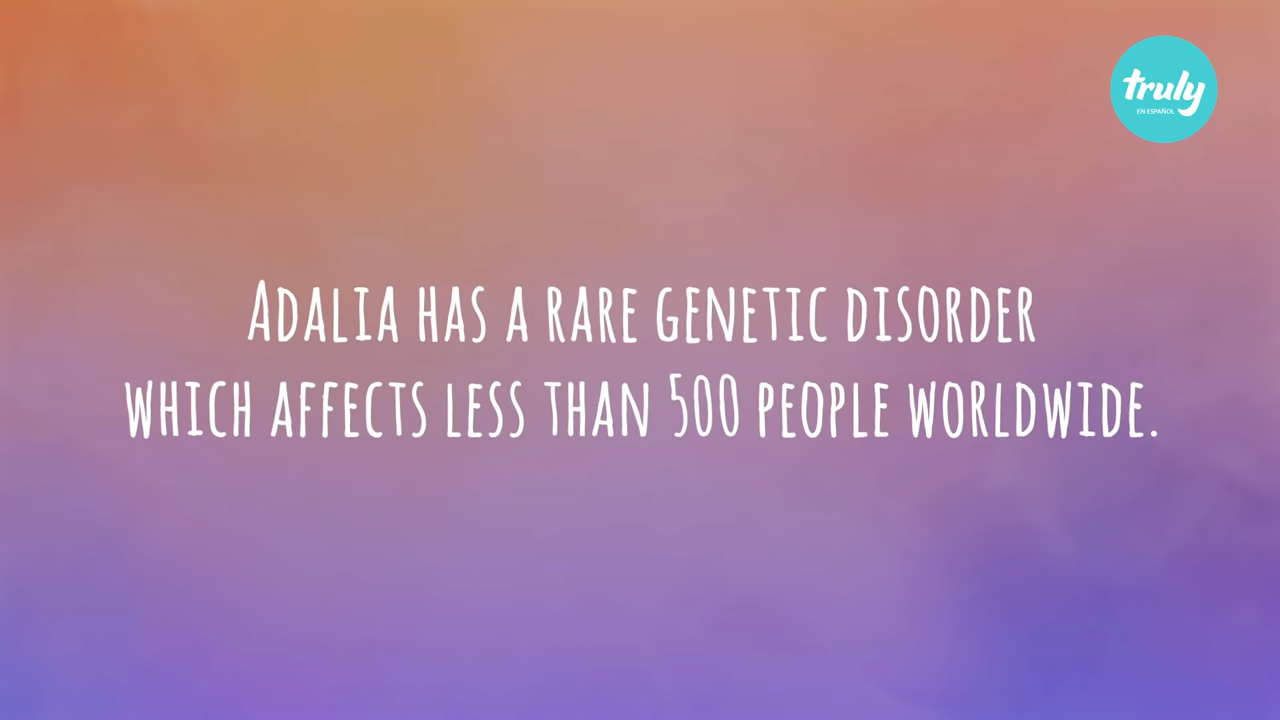 truly
EN ESPAÑOL
ADALIA HAS A RARE GENETIC DISORDER
WHICH AFFECTS LESS THAN 500 PEOPLE WORLDWIDE.